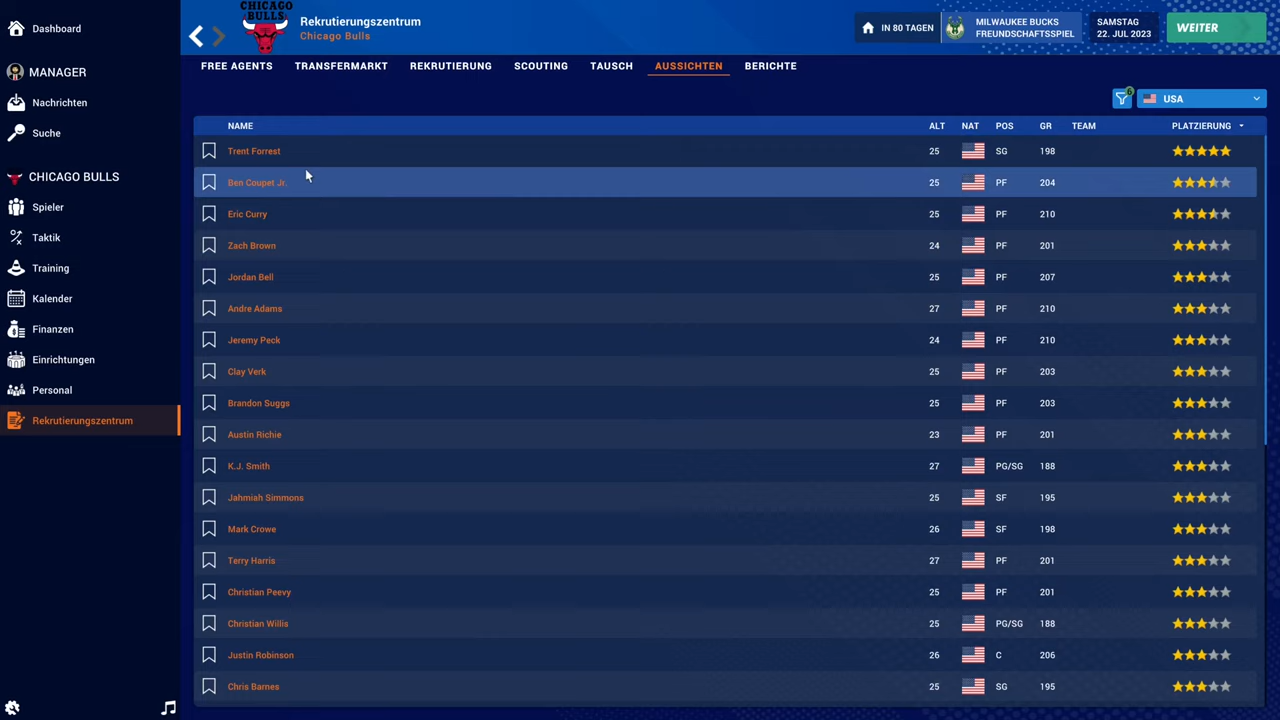 Dashboard
MANAGER
Nachrichten
Suche
CHICAGO BULLS
Spieler
Taktik
Training
Kalender
Finanzen
Einrichtungen
Personal
Rekrutierungszentrum
CHICAGO
BULLS
Rekrutierungszentrum
Chicago Bulls
IN 80 TAGEN
MILWAUKEE BUCKS
FREUNDSCHAFTSSPIEL
SAMSTAG
22. JUL 2023
WEITER
FREE AGENTS TRANSFERMARKT REKRUTIERUNG SCOUTING TAUSCH AUSSICHTEN BERICHTE
6 USA
NAME ALT NAT POS GR TEAM PLATZIERUNG
Trent Forrest 25 SG 198
Ben Coupet Jr. 25 PF 204
Eric Curry 25 PF 210
Zach Brown 24 PF 201
Jordan Bell 25 PF 207
Andre Adams 27 PF 210
Jeremy Peck 24 PF 210
Clay Verk 25 PF 203
Brandon Suggs 25 PF 203
Austin Richie 23 PF 201
K.J. Smith 27 PG/SG 188
Jahmiah Simmons 25 SF 195
Mark Crowe 26 SF 198
Terry Harris 27 PF 201
Christian Peevy 25 PF 201
Christian Willis 25 PG/SG 188
Justin Robinson 26 C 206
Chris Barnes 25 SG 195